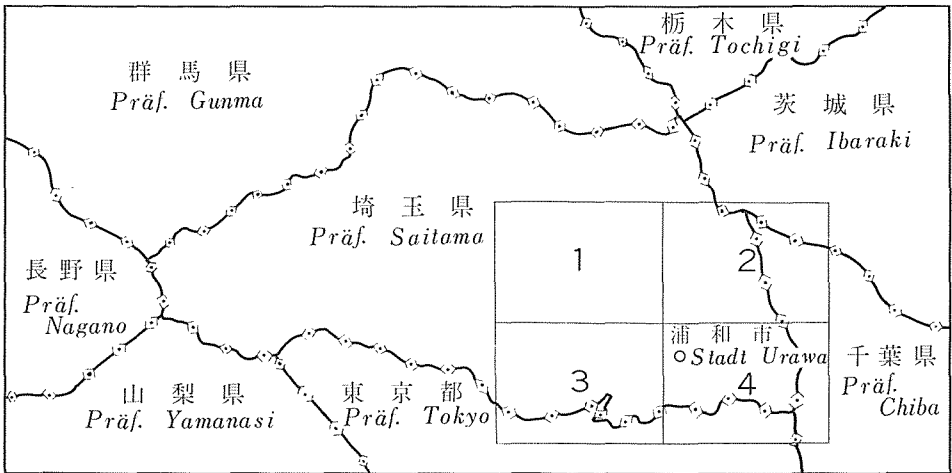 栃木県
Präf. Tochigi
群馬県
Präf. Gunma
茨城県
Präf. Ibaraki
埼玉県
Präf. Saitama
長野県
Präf.
Nagano
1
2
浦和市
Stadt Urawa
千葉県
Präf.
Chiba
山梨県
Präf. Yamanasi
東京都
Präf. Tokyo
3
4